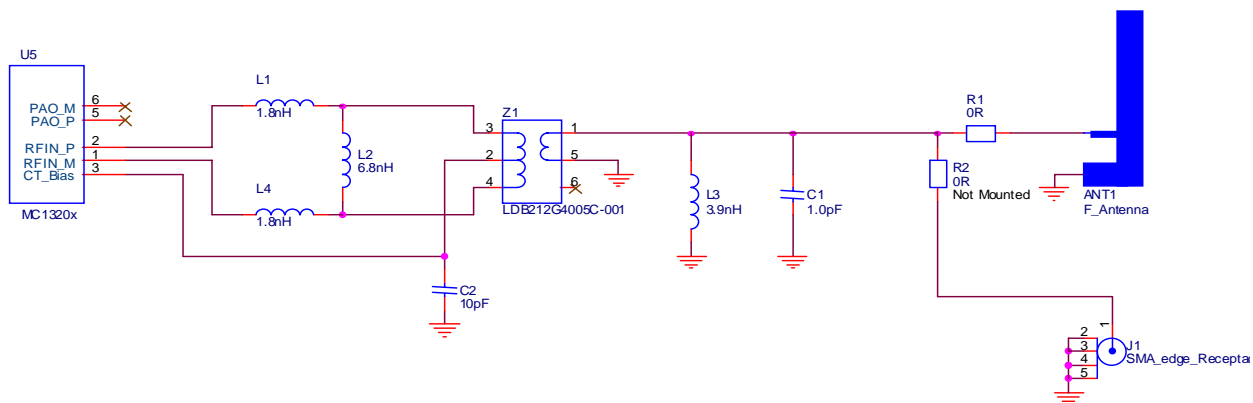 U5
PAO_M 6
PAO_P 5
RFIN_P 2
RFIN_M 1
CT_Bias 3
MC1320x
L1
1.8nH
L2
6.8nH
L4
1.8nH
C2
10pF
Z1
3 1
2 5
4 6
LDB212G4005C-001
L3
3.9nH
C1
1.0pF
R1
0R
R2
0R
Not Mounted
ANT1
F_Antenna
1
2
3
4
5
J1
SMA_edge_Recepta